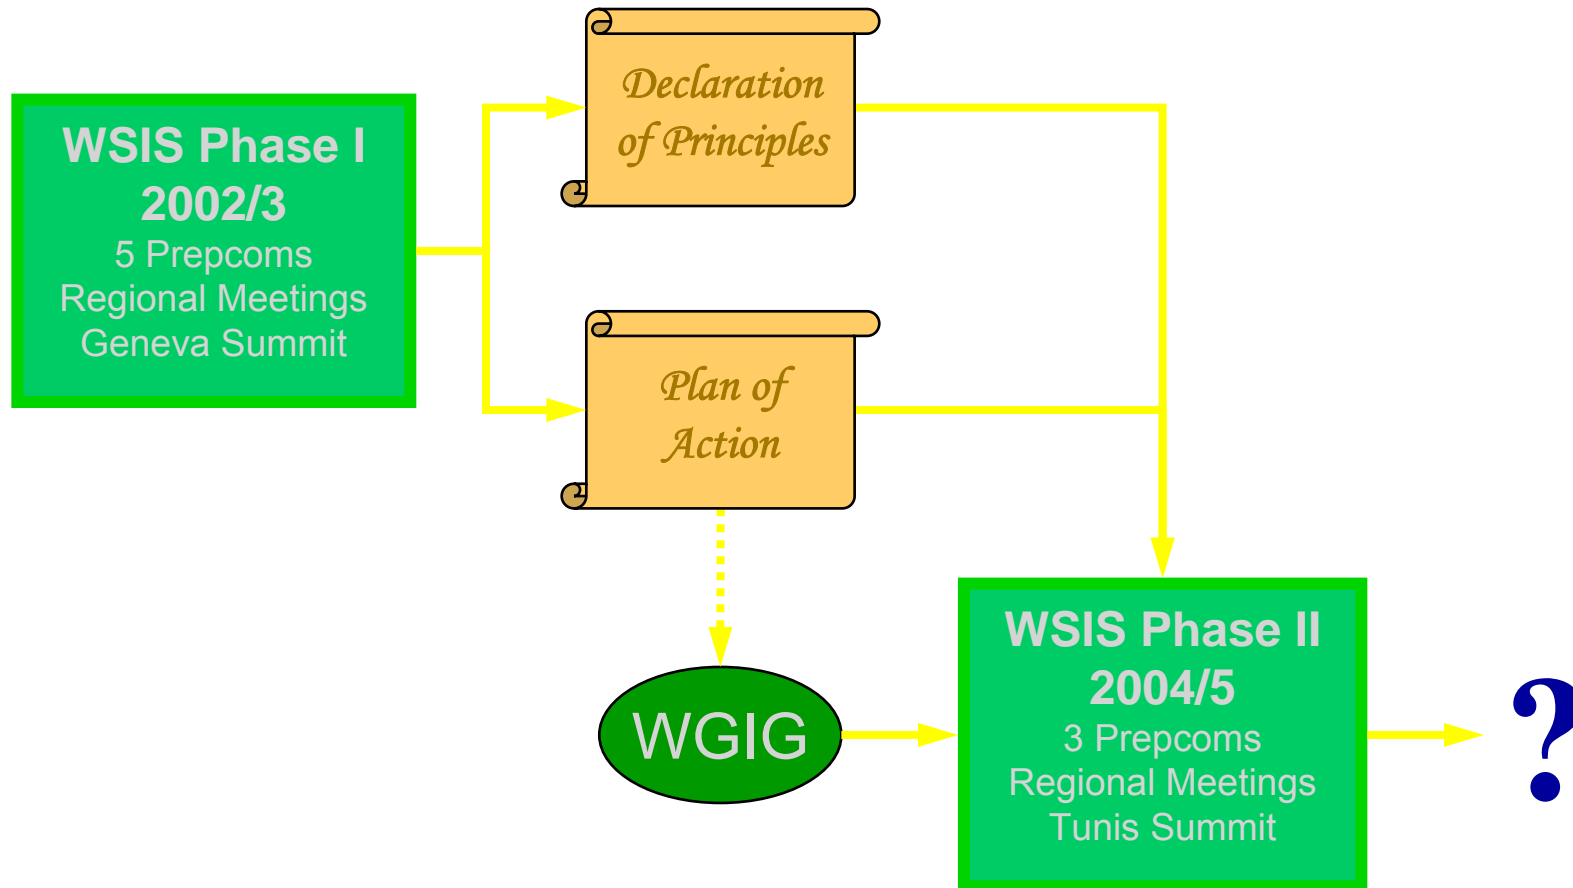 WSIS Phase I
2002/3
5 Prepcoms
Regional Meetings
Geneva Summit
Declaration
of Principles
Plan of
Action
WGIG
WSIS Phase II
2004/5
3 Prepcoms
Regional Meetings
Tunis Summit
?